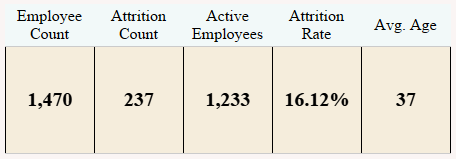 Employee Count
Attrition Count
Active Employees
Attrition Rate
Avg. Age
1,470
237
1,233
16.12%
37